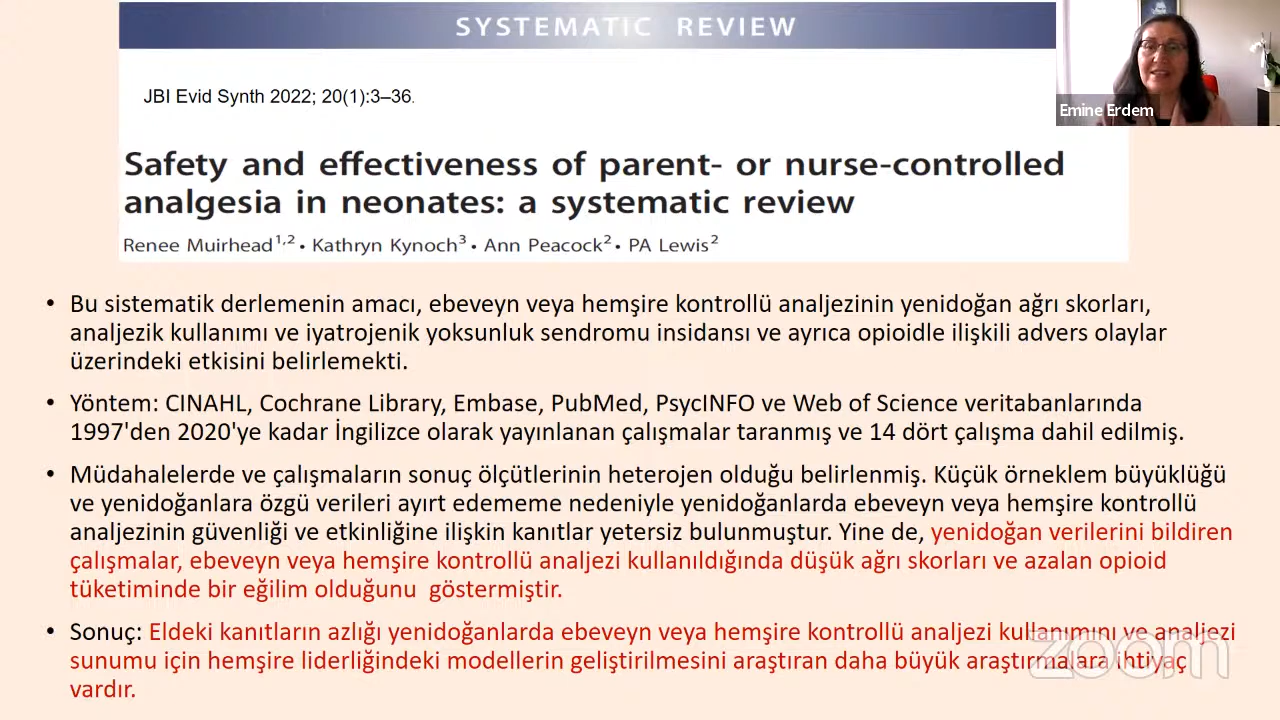 SYSTEMATIC REVIEW
JBI Evid Synth 2022; 20(1):3–36.
Emine Erdem
Safety and effectiveness of parent- or nurse-controlled
analgesia in neonates: a systematic review
Renee Muirhead1,2 • Kathryn Kynoch3 • Ann Peacock2 • PA Lewis2
• Bu sistematik derlemenin amacı, ebeveyn veya hemşire kontrollü analjezinin yenidoğan ağrı skorları,
analjezik kullanımı ve iyatrojenik yoksunluk sendromu insidansı ve ayrıca opioidle ilişkili advers olaylar
üzerindeki etkisini belirlemekti.
• Yöntem: CINAHL, Cochrane Library, Embase, PubMed, PsycINFO ve Web of Science veritabanlarında
1997'den 2020'ye kadar İngilizce olarak yayınlanan çalışmalar taranmış ve 14 dört çalışma dahil edilmiş.
• Müdahalelerde ve çalışmaların sonuç ölçütlerinin heterojen olduğu belirlenmiş. Küçük örneklem büyüklüğü
ve yenidoğanlara özgü verileri ayırt edememe nedeniyle yenidoğanlarda ebeveyn veya hemşire kontrollü
analjezinin güvenliği ve etkinliğine ilişkin kanıtlar yetersiz bulunmuştur. Yine de, yenidoğan verilerini bildiren
çalışmalar, ebeveyn veya hemşire kontrollü analjezi kullanıldığında düşük ağrı skorları ve azalan opioid
tüketiminde bir eğilim olduğunu göstermiştir.
• Sonuç: Eldeki kanıtların azlığı yenidoğanlarda ebeveyn veya hemşire kontrollü analjezi kullanımını ve analjezi
sunumu için hemşire liderliğindeki modellerin geliştirilmesini araştıran daha büyük araştırmalara ihtiyaç
vardır.
zoom